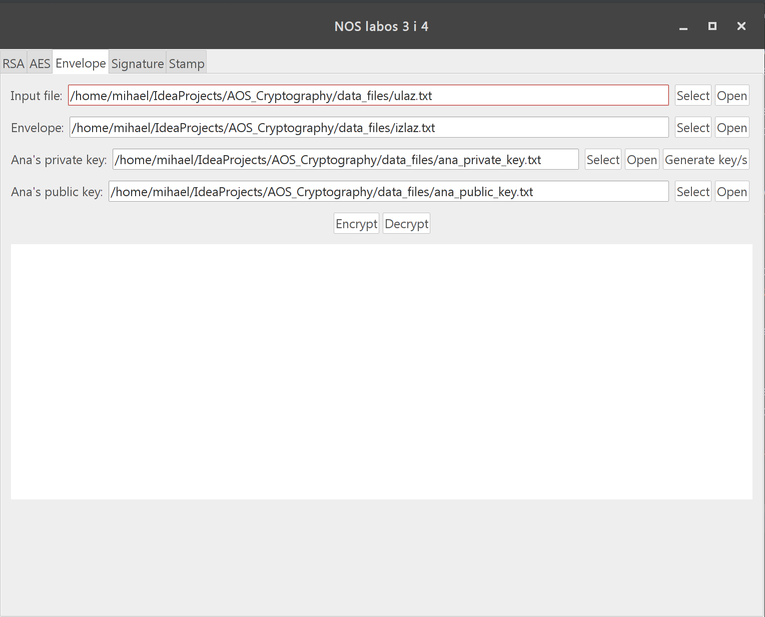 NOS labos 3 i 4
RSA AES Envelope Signature Stamp
Input file: /home/mihael/IdeaProjects/AOS_Cryptography/data_files/ulaz.txt Select Open
Envelope: /home/mihael/IdeaProjects/AOS_Cryptography/data_files/izlaz.txt Select Open
Ana's private key: /home/mihael/IdeaProjects/AOS_Cryptography/data_files/ana_private_key.txt Select Open Generate key/s
Ana's public key: /home/mihael/IdeaProjects/AOS_Cryptography/data_files/ana_public_key.txt Select Open
Encrypt Decrypt